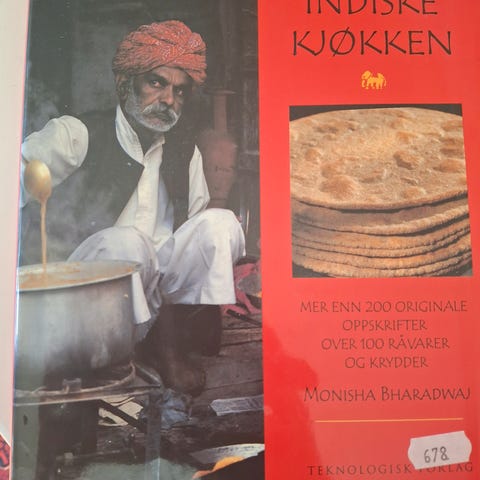 INDISKE
KJØKKEN
MER ENN 200 ORIGINALE
OPPSKRIFTER
OVER 100 RÅVARER
OG KRYDDER
MONISHA BHARADWAJ
678
TEKNOLOGISK FORLAG